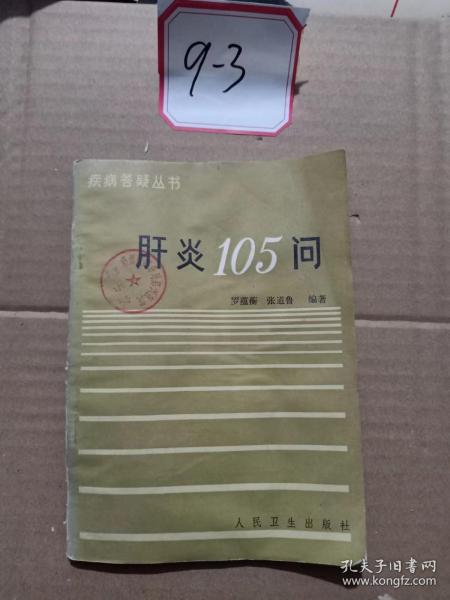 9-3
疾病答疑丛书
肝炎105问
罗蕴蘅 张道鲁 编著
人民卫生出版社
孔夫子旧书网
www.kongfz.com